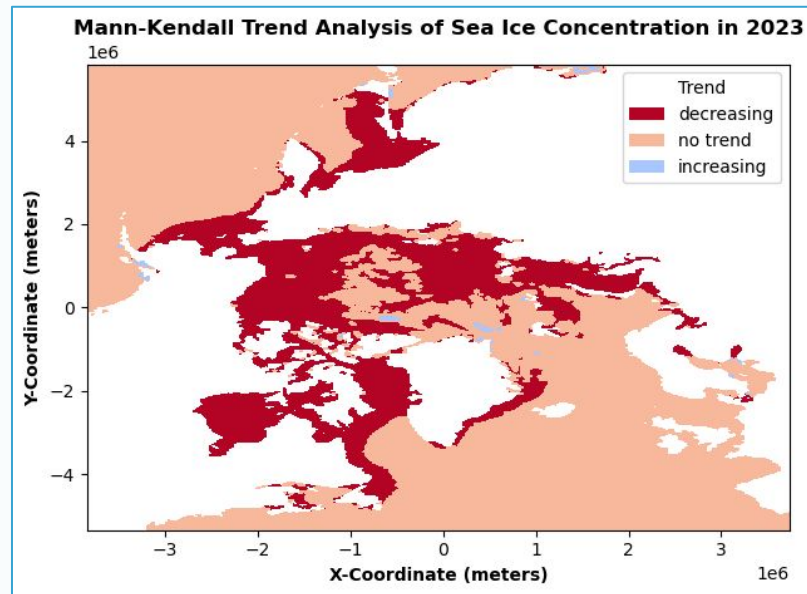 Mann-Kendall Trend Analysis of Sea Ice Concentration in 2023
1e6
Trend
decreasing
no trend
increasing
4
2
0
−2
−4
Y-Coordinate (meters)
−3 −2 −1 0 1 2 3
1e6
X-Coordinate (meters)